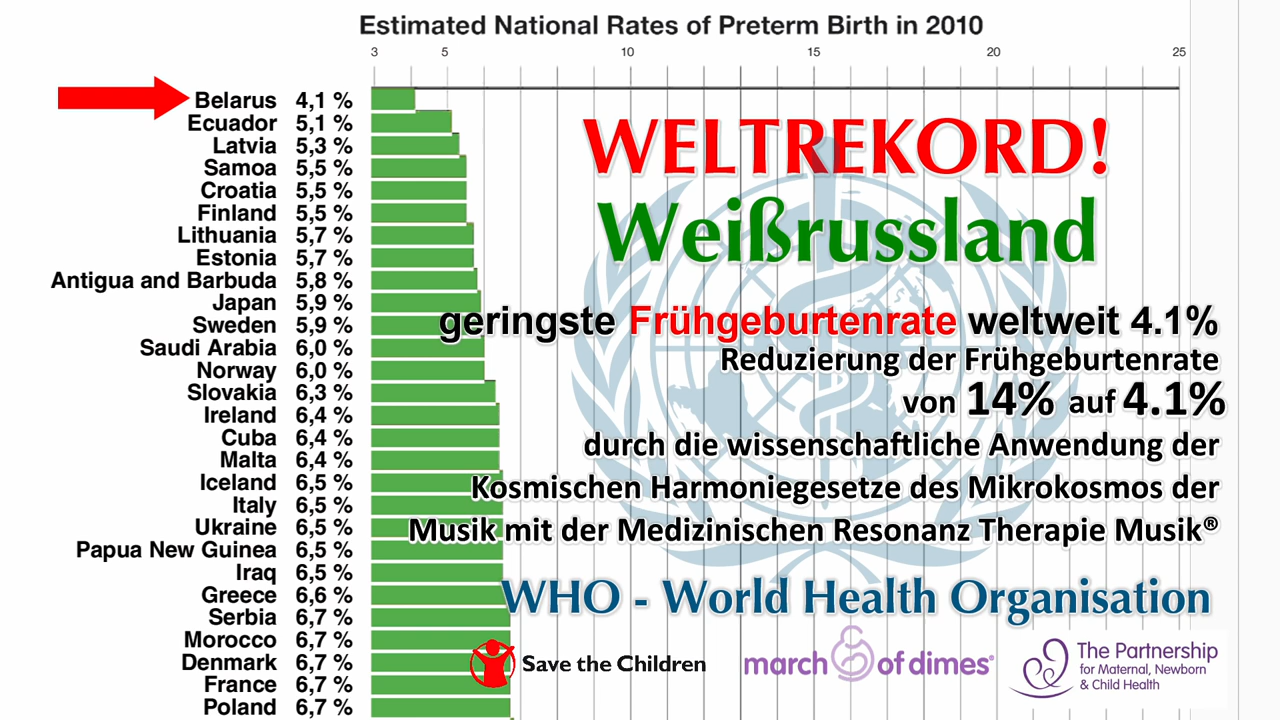 Estimated National Rates of Preterm Birth in 2010
3 5 10 15 20 25
Belarus 4,1 %
Ecuador 5,1 %
Latvia 5,3 %
Samoa 5,5 %
Croatia 5,5 %
Finland 5,5 %
Lithuania 5,7 %
Estonia 5,7 %
Antigua and Barbuda 5,8 %
Japan 5,9 %
Sweden 5,9 %
Saudi Arabia 6,0 %
Norway 6,0 %
Slovakia 6,3 %
Ireland 6,4 %
Cuba 6,4 %
Malta 6,4 %
Iceland 6,5 %
Italy 6,5 %
Ukraine 6,5 %
Papua New Guinea 6,5 %
Iraq 6,5 %
Greece 6,6 %
Serbia 6,7 %
Morocco 6,7 %
Denmark 6,7 %
France 6,7 %
Poland 6,7 %
WELTREKORD!
Weißrussland
geringste Frühgeburtenrate weltweit 4.1%
Reduzierung der Frühgeburtenrate
von 14% auf 4.1%
durch die wissenschaftliche Anwendung der
Kosmischen Harmoniegesetze des Mikrokosmos der
Musik mit der Medizinischen Resonanz Therapie Musik®
WHO - World Health Organisation
Save the Children
march of dimes®
The Partnership
for Maternal, Newborn
& Child Health